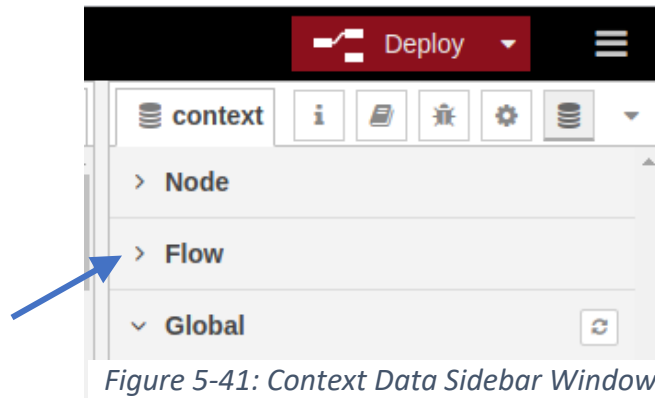 Deploy
context
Node
Flow
Global
Figure 5-41: Context Data Sidebar Window